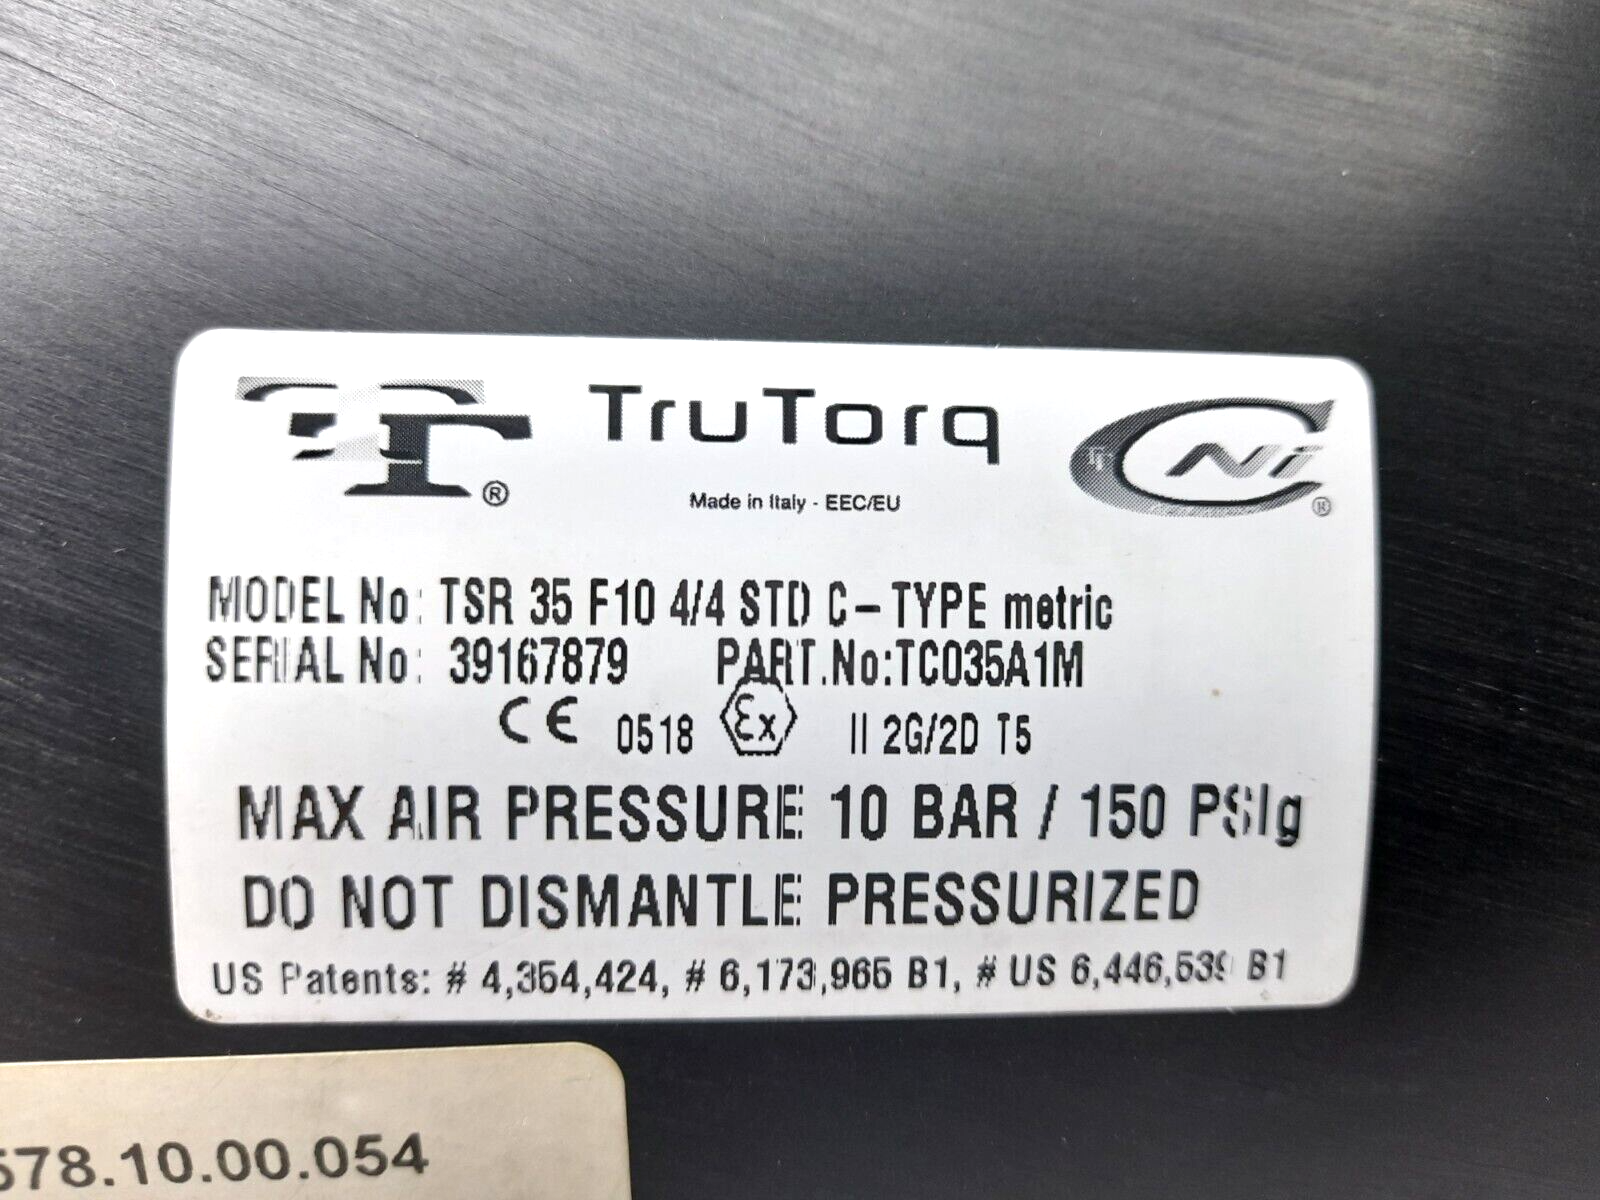 TT® TruTorq CNi®
Made in Italy - EEC/EU
MODEL No: TSR 35 F10 4/4 STD C-TYPE metric
SERIAL No: 39167879 PART.No:TC035A1M
CE 0518 Ex II 2G/2D T5
MAX AIR PRESSURE 10 BAR / 150 PSIg
DO NOT DISMANTLE PRESSURIZED
US Patents: # 4,354,424, # 6,173,965 B1, # US 6,446,539 B1
578.10.00.054